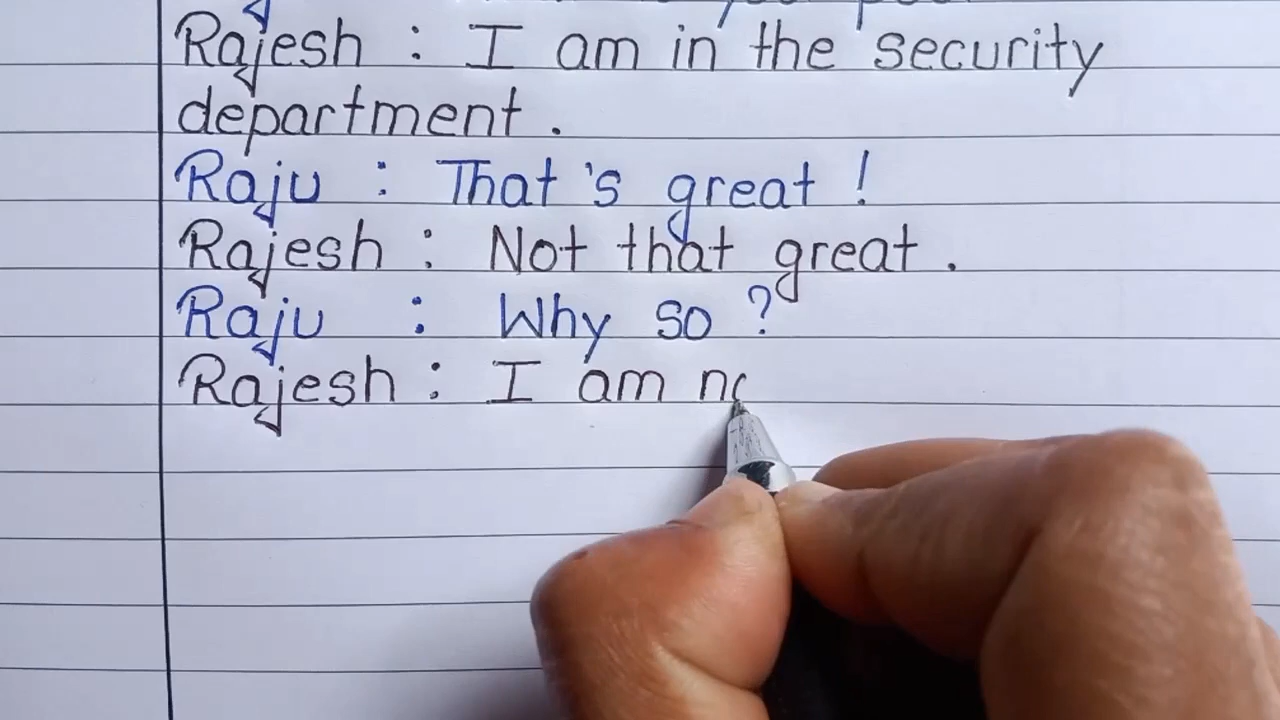 Rajesh : I am in the security
department .
Raju : That's great !
Rajesh : Not that great .
Raju : Why so ?
Rajesh : I am